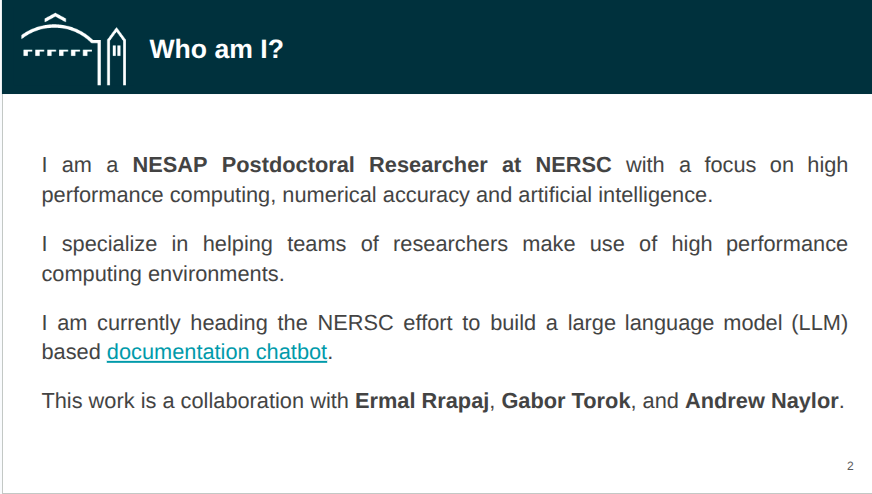 Who am I?
I am a NESAP Postdoctoral Researcher at NERSC with a focus on high
performance computing, numerical accuracy and artificial intelligence.
I specialize in helping teams of researchers make use of high performance
computing environments.
I am currently heading the NERSC effort to build a large language model (LLM)
based documentation chatbot.
This work is a collaboration with Ermal Rrapaj, Gabor Torok, and Andrew Naylor.
2